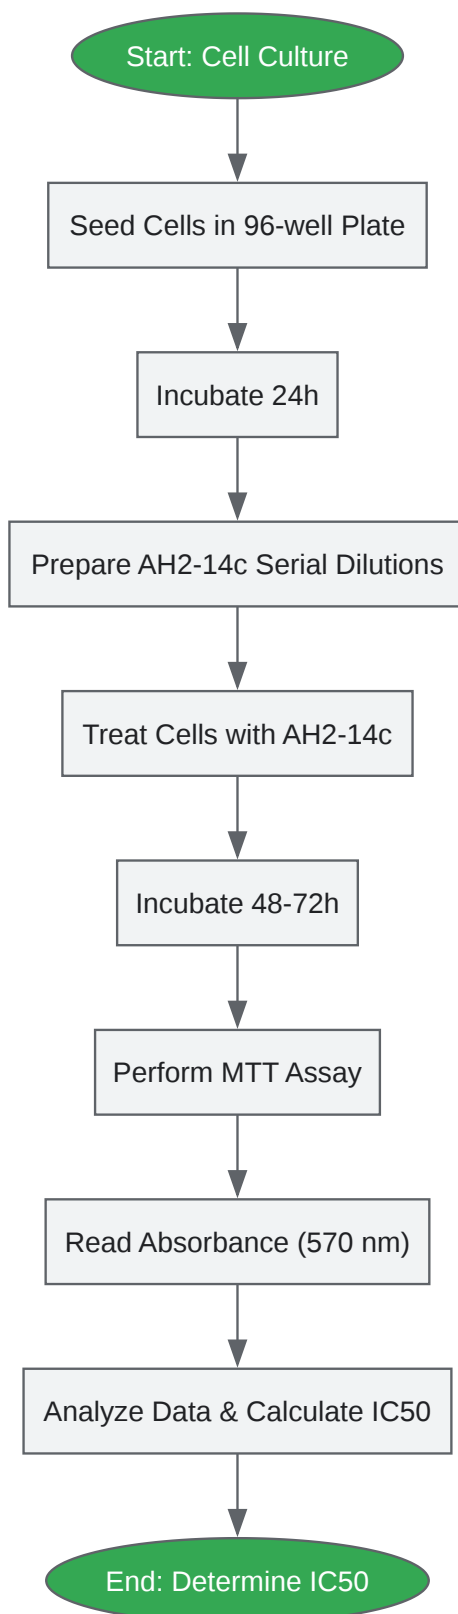 Start: Cell Culture
Seed Cells in 96-well Plate
Incubate 24h
Prepare AH2-14c Serial Dilutions
Treat Cells with AH2-14c
Incubate 48-72h
Perform MTT Assay
Read Absorbance (570 nm)
Analyze Data & Calculate IC50
End: Determine IC50